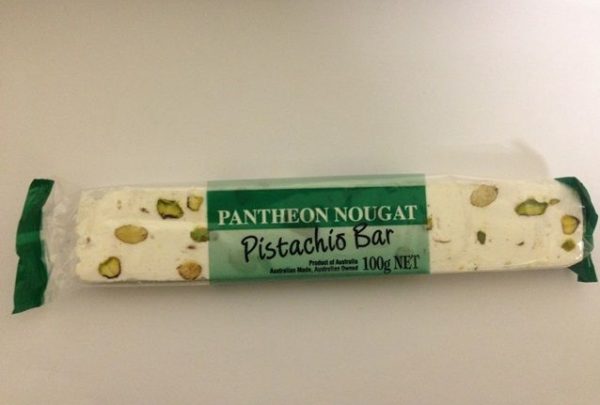 PANTHEON NOUGAT
Pistachio Bar
Product of Australia
Australian Made, Australian Owned 100g NET